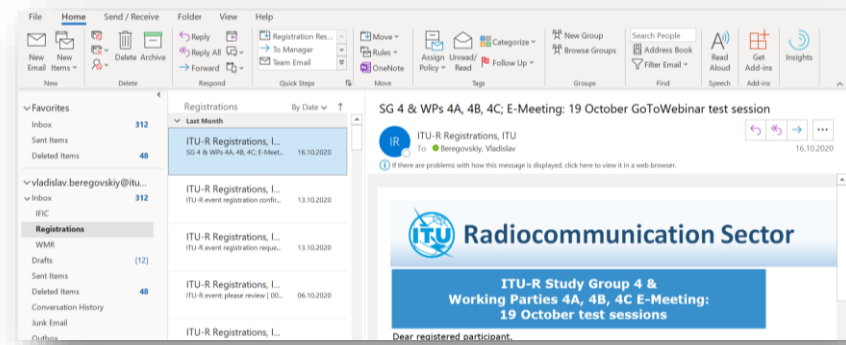 File Home Send / Receive Folder View Help
New Email
New Items
Delete Archive
Reply
Reply All
Forward
Registration Res...
To Manager
Team Email
Move
Rules
OneNote
Assign Policy
Unread/ Read
Categorize
Follow Up
New Group
Browse Groups
Search People
Address Book
Filter Email
Read Aloud
Get Add-ins
Insights
New Delete Respond Quick Steps Move Tags Groups Find Speech Add-ins
Favorites
Inbox 312
Sent Items
Deleted Items 48
vladislav.beregovskiy@itu...
Inbox 312
IFIC
Registrations
WMR
Drafts [12]
Sent Items
Deleted Items 48
Conversation History
Junk Email
Outbox
Registrations By Date
Last Month
ITU-R Registrations, I...
SG 4 & WPs 4A, 4B, 4C; E-Meet... 16.10.2020
ITU-R Registrations, I...
ITU-R event registration confir... 13.10.2020
ITU-R Registrations, I...
ITU-R event registration reque... 13.10.2020
ITU-R Registrations, I...
ITU-R event: please review [ 00... 06.10.2020
ITU-R Registrations, I...
SG 4 & WPs 4A, 4B, 4C; E-Meeting: 19 October GoToWebinar test session
IR
ITU-R Registrations, ITU
To Beregovskiy, Vladislav
16.10.2020
If there are problems with how this message is displayed, click here to view it in a web browser.
ITU Radiocommunication Sector
ITU-R Study Group 4 &
Working Parties 4A, 4B, 4C E-Meeting:
19 October test sessions
Dear registered participant,